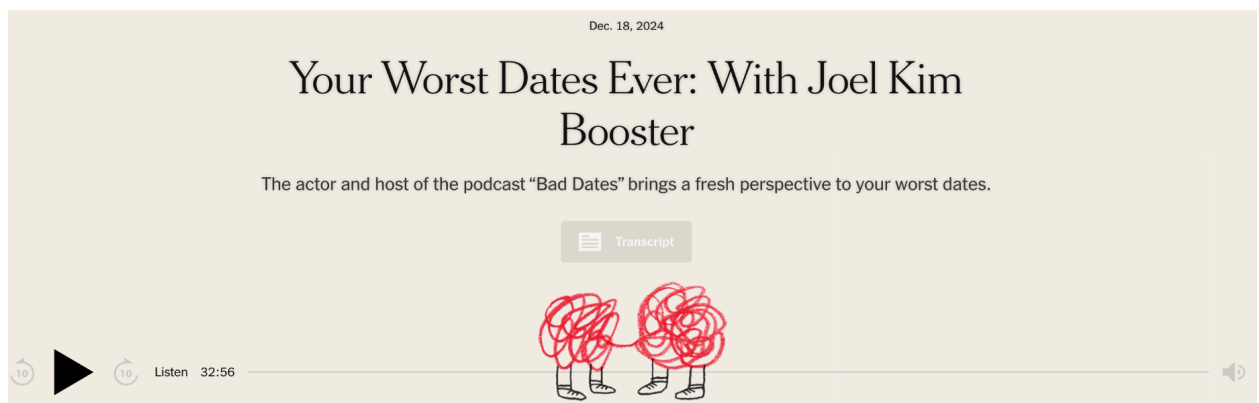 Dec. 18, 2024
Your Worst Dates Ever: With Joel Kim
Booster
The actor and host of the podcast “Bad Dates” brings a fresh perspective to your worst dates.
Transcript
10
10
Listen 32:56